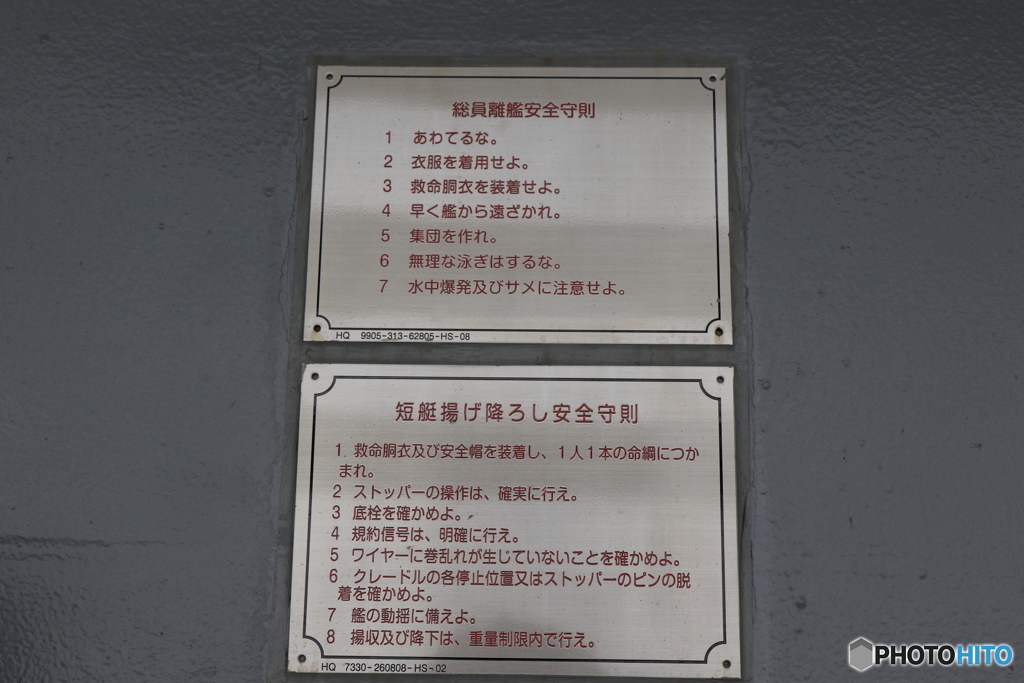 総員離艦安全守則
1 あわてるな。
2 衣服を着用せよ。
3 救命胴衣を装着せよ。
4 早く艦から遠ざかれ。
5 集団を作れ。
6 無理な泳ぎはするな。
7 水中爆発及びサメに注意せよ。
HQ 9905-313-62805-HS-08
短艇揚げ降ろし安全守則
1. 救命胴衣及び安全帽を装着し、1人1本の命綱につか
まれ。
2 ストッパーの操作は、確実に行え。
3 底栓を確かめよ。
4 規約信号は、明確に行え。
5 ワイヤーに巻乱れが生じていないことを確かめよ。
6 クレードルの各停止位置又はストッパーのピンの脱
着を確かめよ。
7 艦の動揺に備えよ。
8 揚収及び降下は、重量制限内で行え。
HQ 7330-260808-HS-02
PHOTOHITO